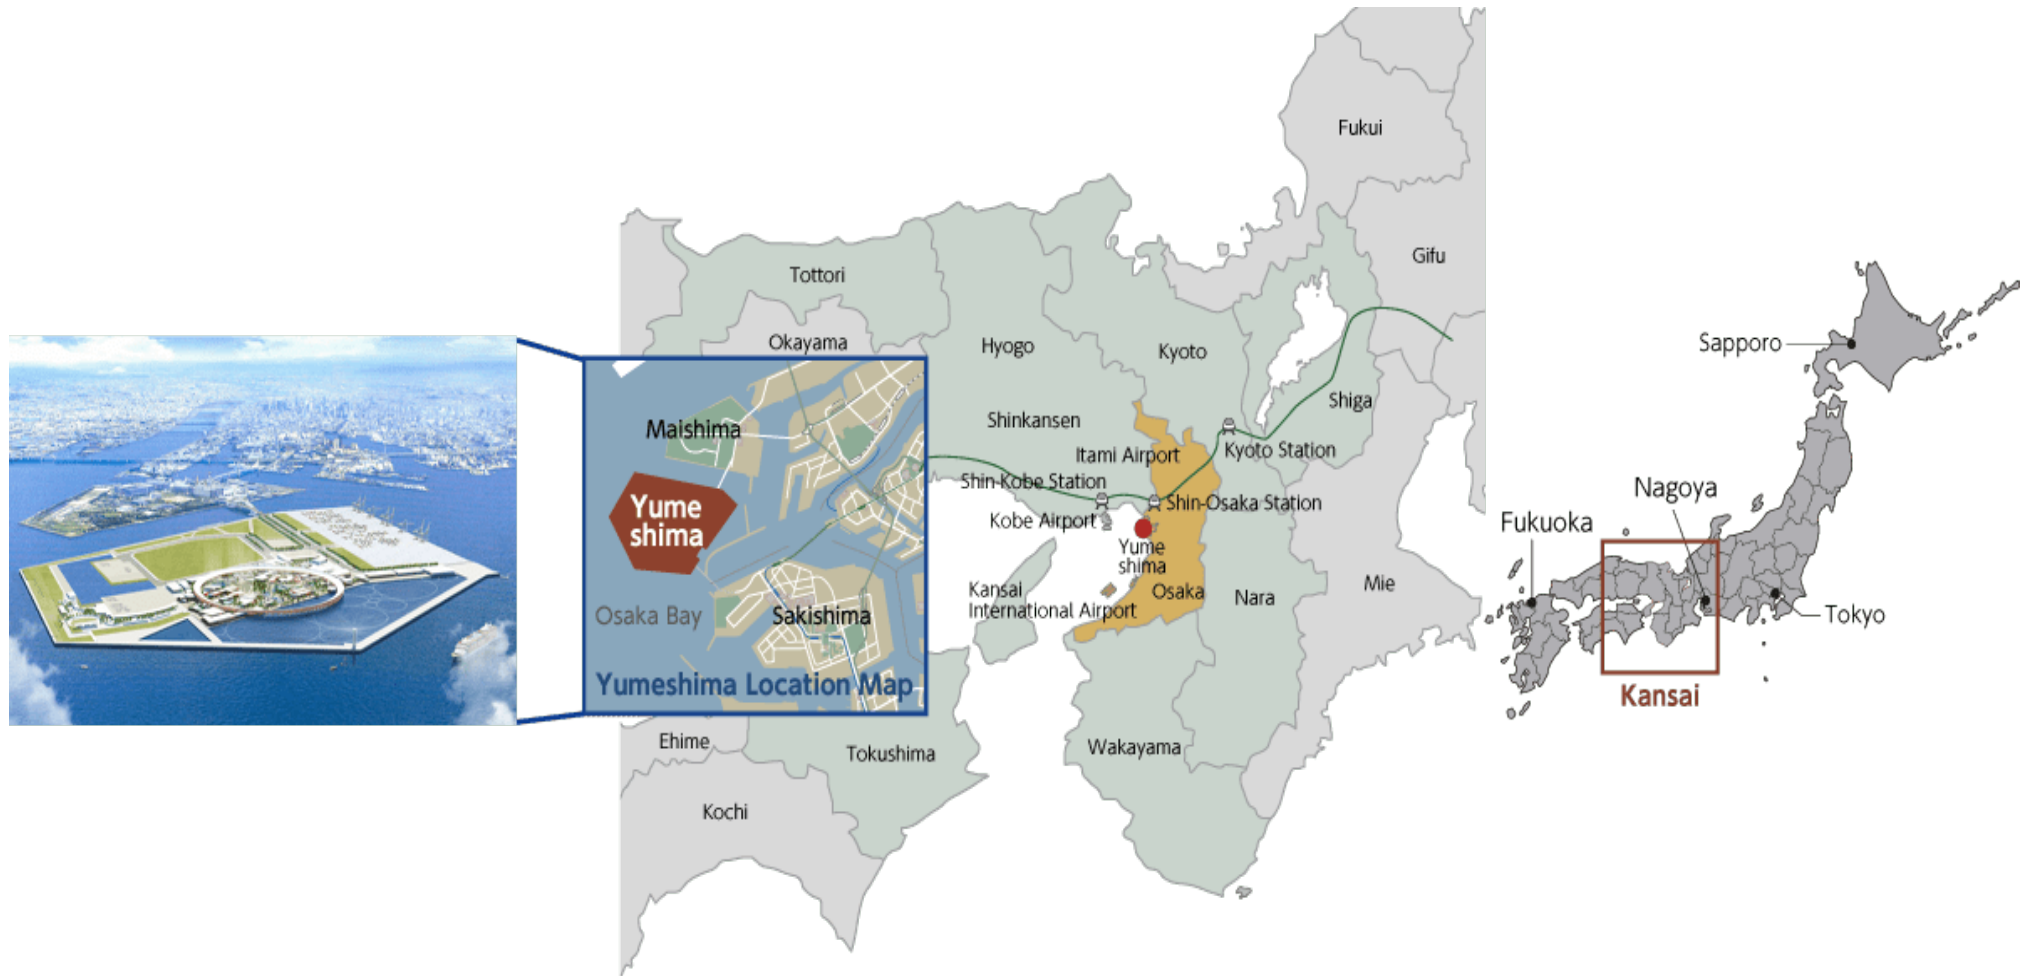 Fukui
Gifu
Tottori
Okayama
Hyogo
Kyoto
Shiga
Shinkansen
Itami Airport
Kyoto Station
Shin-Kobe Station
Shin-Osaka Station
Kobe Airport
Yume
shima
Kansai
International Airport
Osaka
Nara
Mie
Wakayama
Tokushima
Ehime
Kochi
Maishima
Yume
shima
Osaka Bay
Sakishima
Yumeshima Location Map
Sapporo
Nagoya
Fukuoka
Tokyo
Kansai